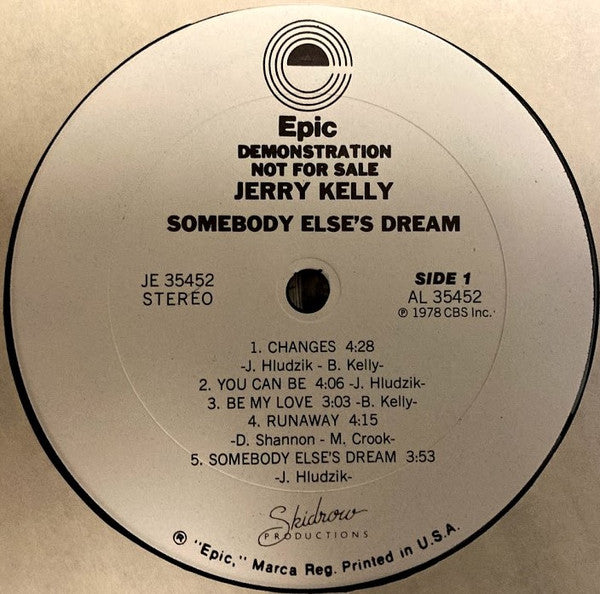 Epic
DEMONSTRATION
NOT FOR SALE
JERRY KELLY
SOMEBODY ELSE'S DREAM
JE 35452
STEREO
SIDE 1
AL 35452
℗ 1978 CBS Inc.
1. CHANGES 4:28
-J. Hludzik - B. Kelly-
2. YOU CAN BE 4:06 -J. Hludzik-
3. BE MY LOVE 3:03 -B. Kelly-
4. RUNAWAY 4:15
-D. Shannon - M. Crook-
5. SOMEBODY ELSE'S DREAM 3:53
-J. Hludzik-
Skidrow
PRODUCTIONS
® "Epic," Marca Reg. Printed in U.S.A.